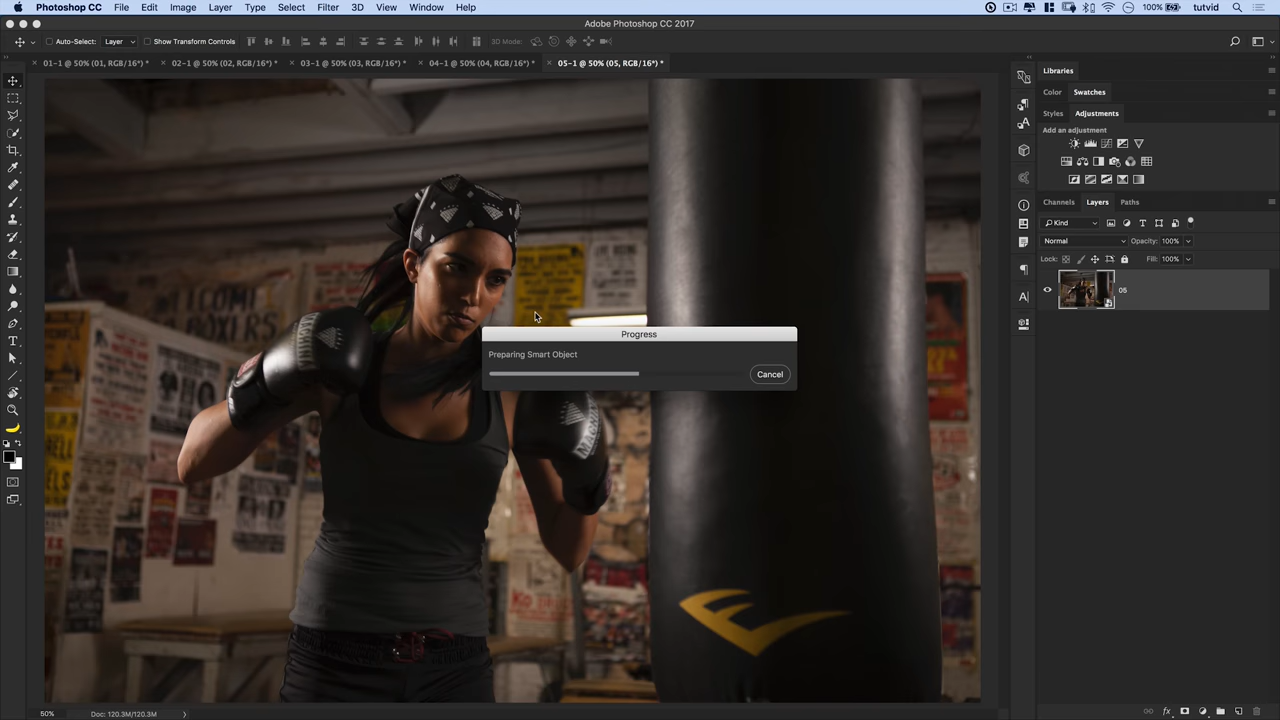 Photoshop CC File Edit Image Layer Type Select Filter 3D View Window Help 100% tutvid
Adobe Photoshop CC 2017
Auto-Select: Layer Show Transform Controls 3D Mode:
01-1 @ 50% (01, RGB/16*) * 02-1 @ 50% (02, RGB/16*) * 03-1 @ 50% (03, RGB/16*) * 04-1 @ 50% (04, RGB/16*) * 05-1 @ 50% (05, RGB/16*) *
Libraries
Color Swatches
Styles Adjustments
Add an adjustment
Channels Layers Paths
Kind
Normal Opacity: 100%
Lock: Fill: 100%
05
WELCOME
BOXERS
Progress
Preparing Smart Object
Cancel
WHO
KO
50% Doc: 120.3M/120.3M